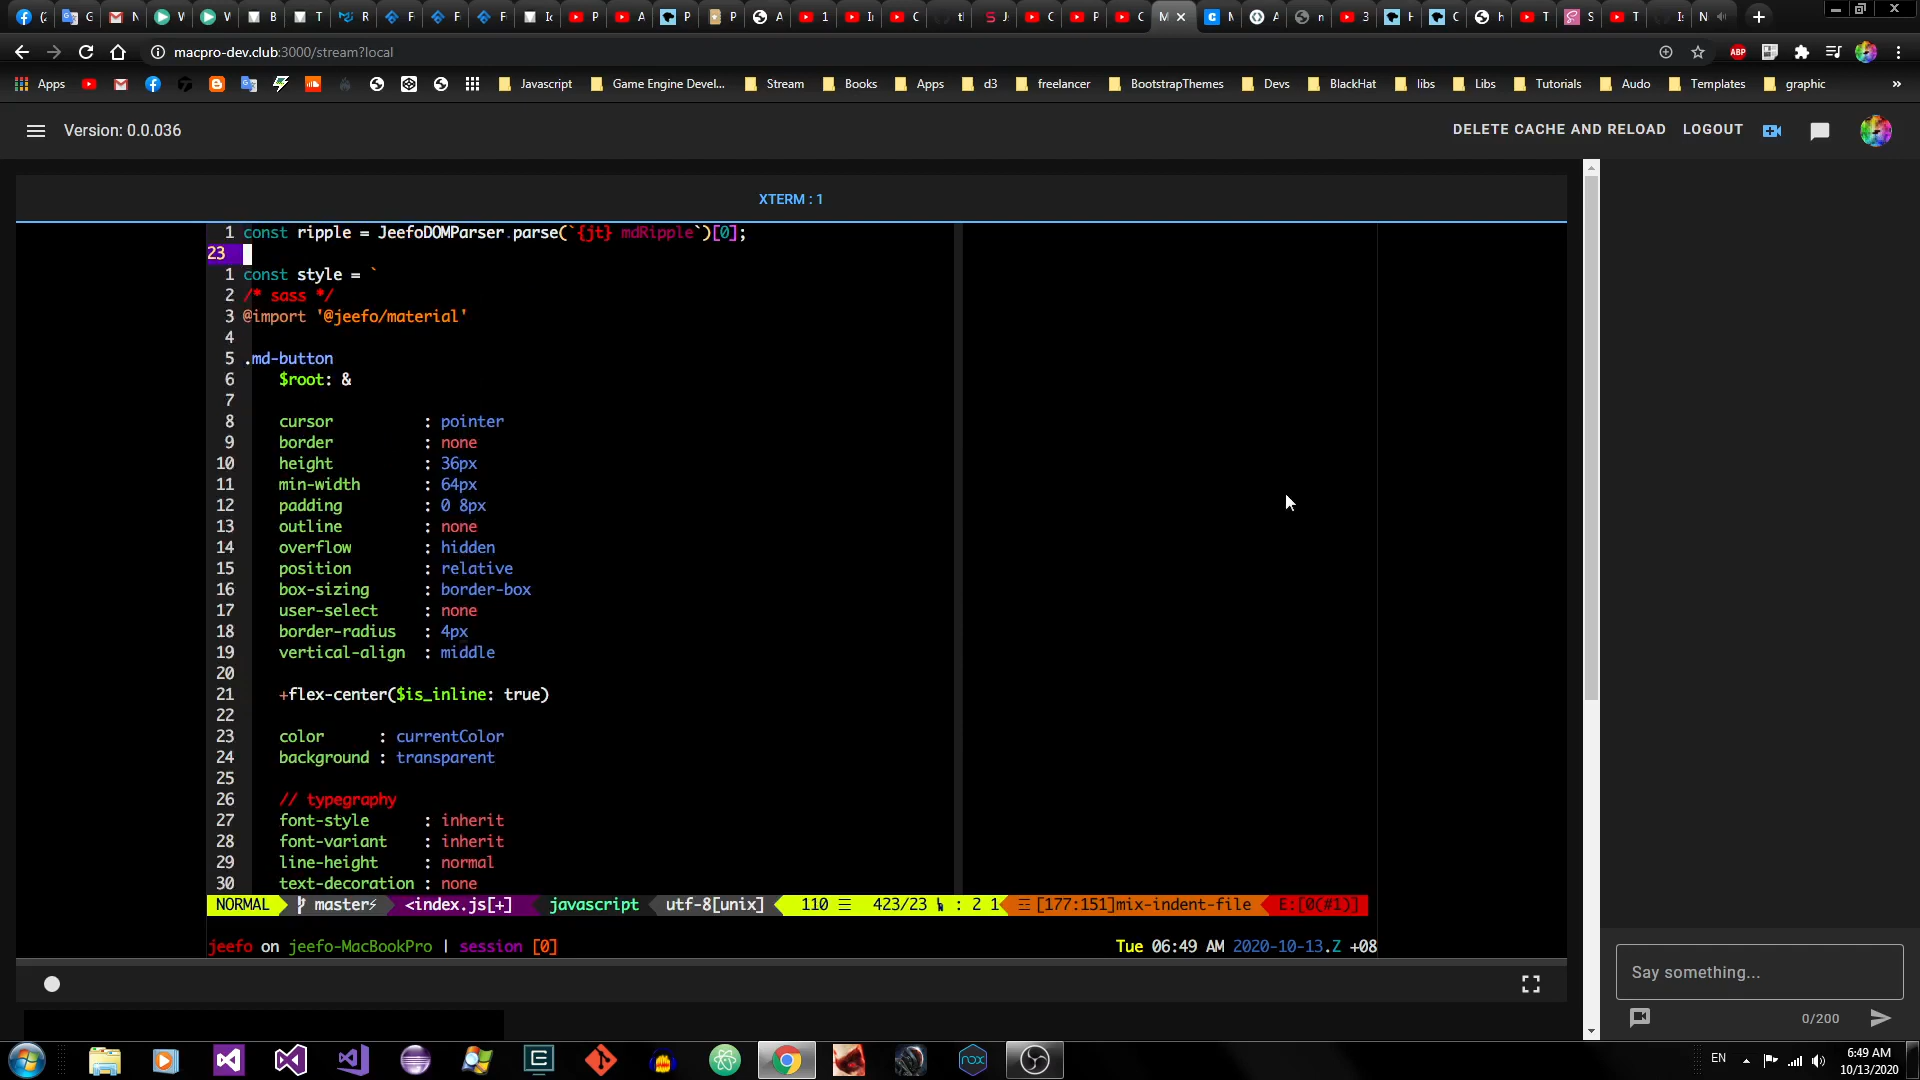 macpro-dev.club:3000/stream?local
Apps
Javascript
Game Engine Devel...
Stream
Books
Apps
d3
freelancer
BootstrapThemes
Devs
BlackHat
libs
Libs
Tutorials
Audo
Templates
graphic
»
Version: 0.0.036
DELETE CACHE AND RELOAD
LOGOUT
XTERM : 1
1 const ripple = JeefoDOMParser.parse(`{jt} mdRipple`)[0];
23
1 const style = `
2 /* sass */
3 @import '@jeefo/material'
4
5 .md-button
6 $root: &
7
8 cursor : pointer
9 border : none
10 height : 36px
11 min-width : 64px
12 padding : 0 8px
13 outline : none
14 overflow : hidden
15 position : relative
16 box-sizing : border-box
17 user-select : none
18 border-radius : 4px
19 vertical-align : middle
20
21 +flex-center($is_inline: true)
22
23 color : currentColor
24 background : transparent
25
26 // typegraphy
27 font-style : inherit
28 font-variant : inherit
29 line-height : normal
30 text-decoration : none
NORMAL master⚡ <index.js[+] javascript utf-8[unix] 110 ☰ 423/23 : 2 1 ☲ [177:151]mix-indent-file E:[0(#1)]
jeefo on jeefo-MacBookPro | session [0] Tue 06:49 AM 2020-10-13.Z +08
Say something...
0/200
EN
6:49 AM
10/13/2020